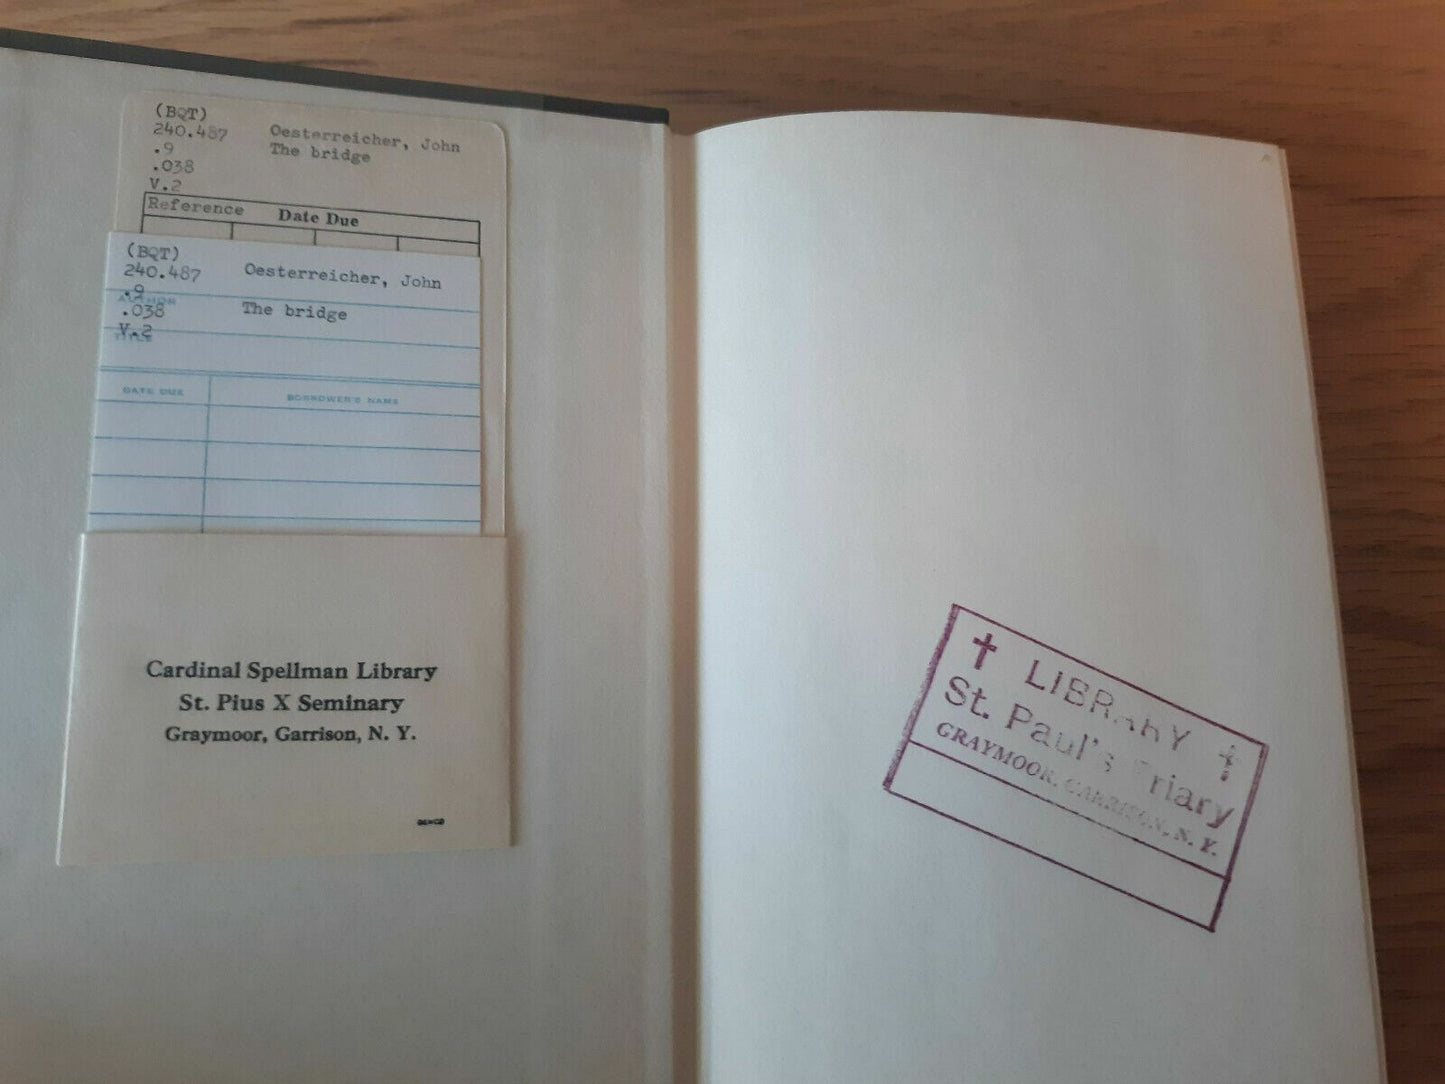 (BQT)
240.487 Oesterreicher, John
.9 The bridge
.038
V.2
Reference Date Due
(BQT)
240.487 Oesterreicher, John
.9
AUTHOR
.038 The bridge
V.2
TITLE
DATE DUE BORROWER'S NAME
Cardinal Spellman Library
St. Pius X Seminary
Graymoor, Garrison, N. Y.
LIBRARY
St. Paul's Friary
GRAYMOOR, GARRISON, N. Y.